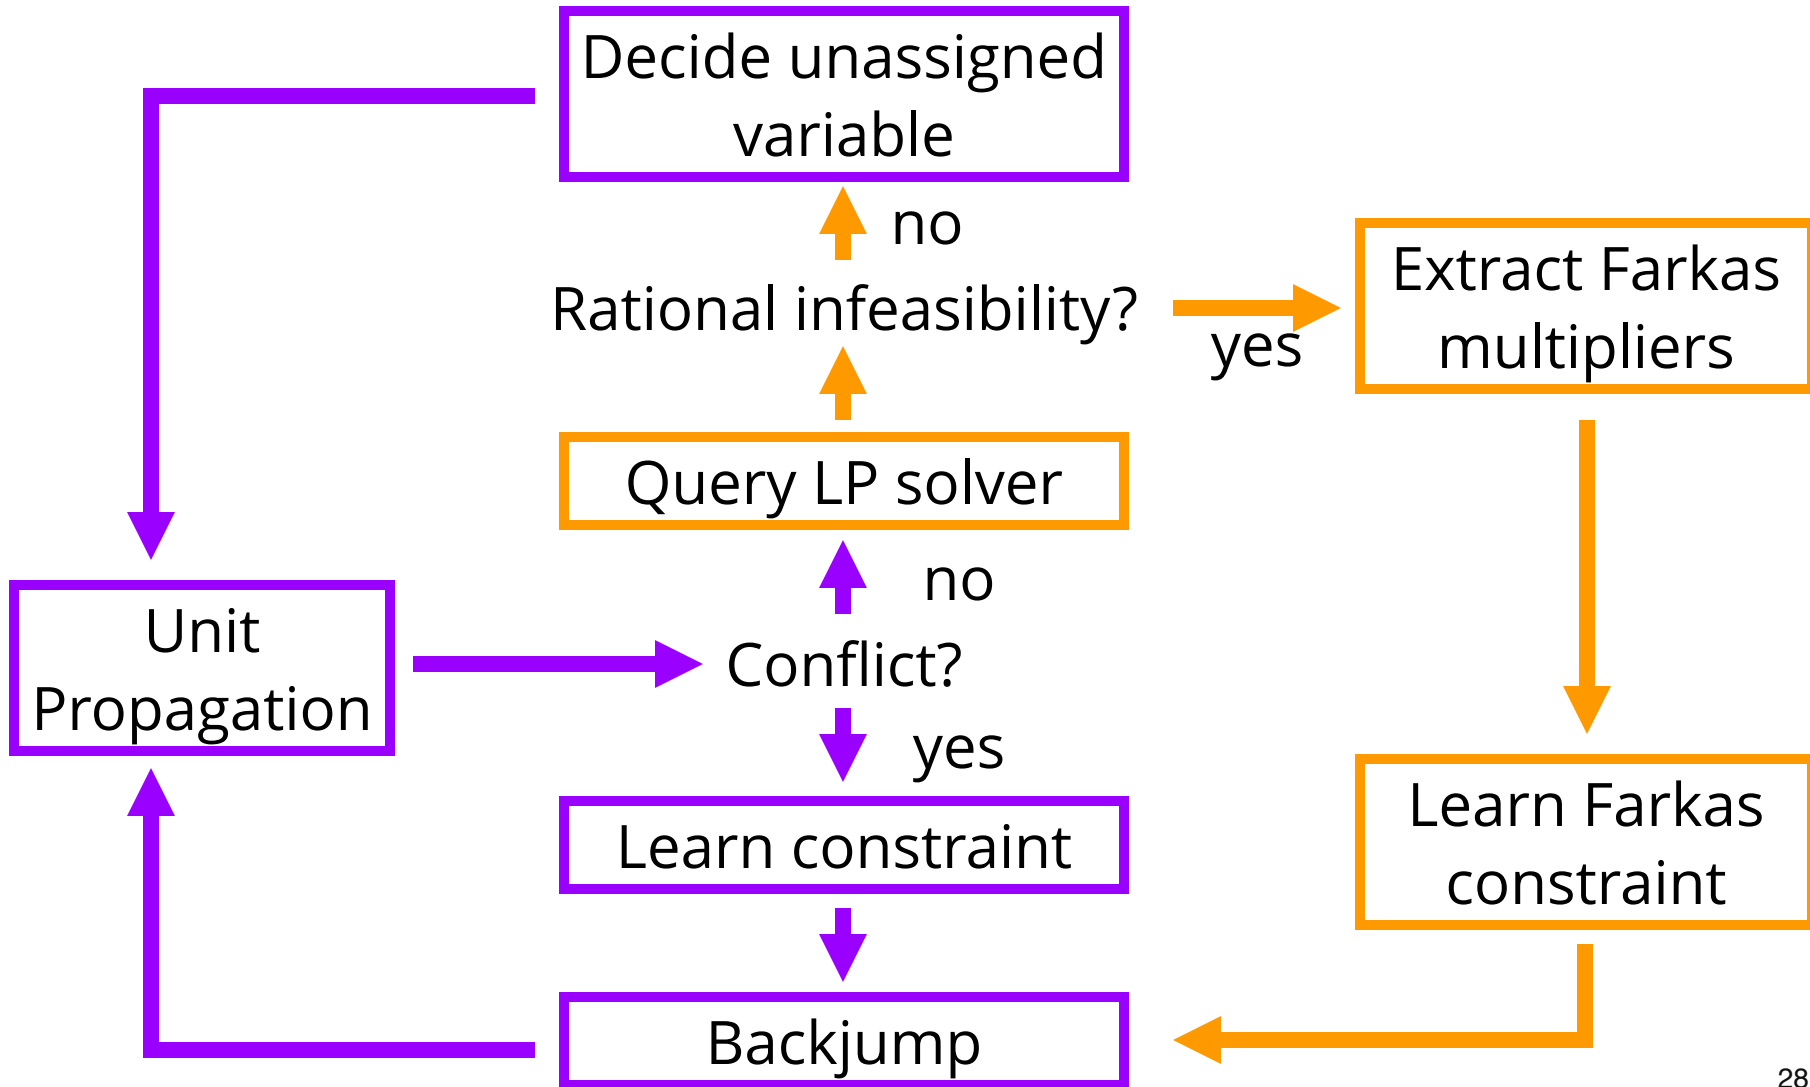 Decide unassigned
variable
no
Rational infeasibility?
yes
Extract Farkas
multipliers
Query LP solver
no
Unit
Propagation
Conflict?
yes
Learn constraint
Learn Farkas
constraint
Backjump
28